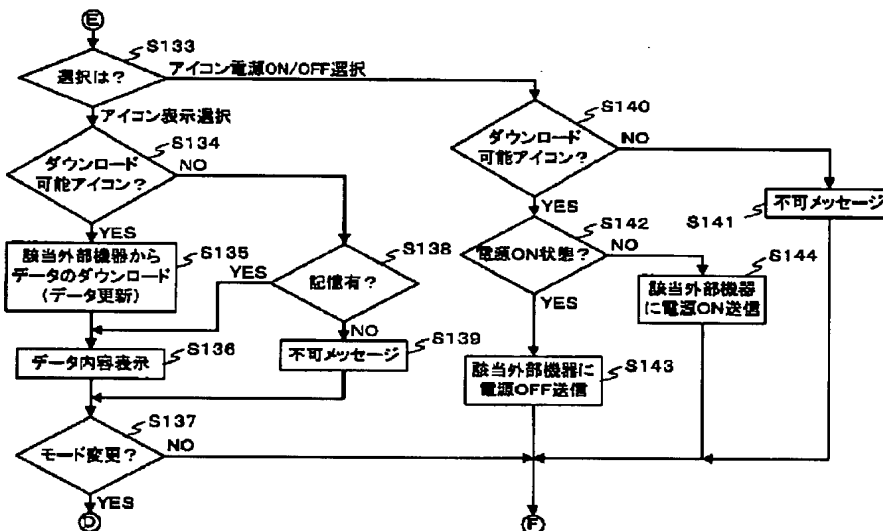 E
S133
選択は?
アイコン電源ON/OFF選択
アイコン表示選択
S134
ダウンロード
可能アイコン?
NO
YES
該当外部機器から
データのダウンロード
(データ更新)
S135
S138
記憶有?
YES
NO
S136
データ内容表示
不可メッセージ
S139
S137
モード変更?
NO
YES
D
S140
ダウンロード
可能アイコン?
NO
YES
S141
不可メッセージ
S142
電源ON状態?
NO
YES
S144
該当外部機器
に電源ON送信
該当外部機器に
電源OFF送信
S143
F